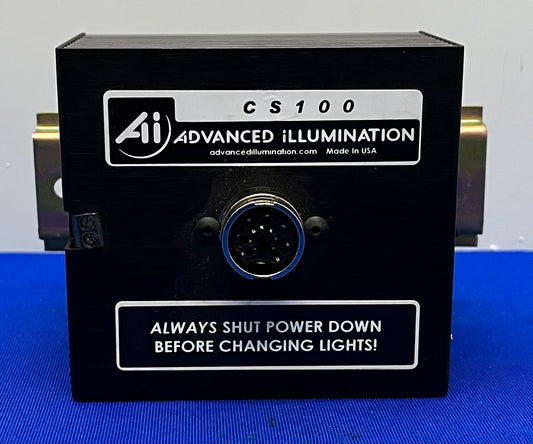 CS100
Ai ADVANCED iLLUMINATION
advancedillumination.com Made In USA
ALWAYS SHUT POWER DOWN
BEFORE CHANGING LIGHTS!